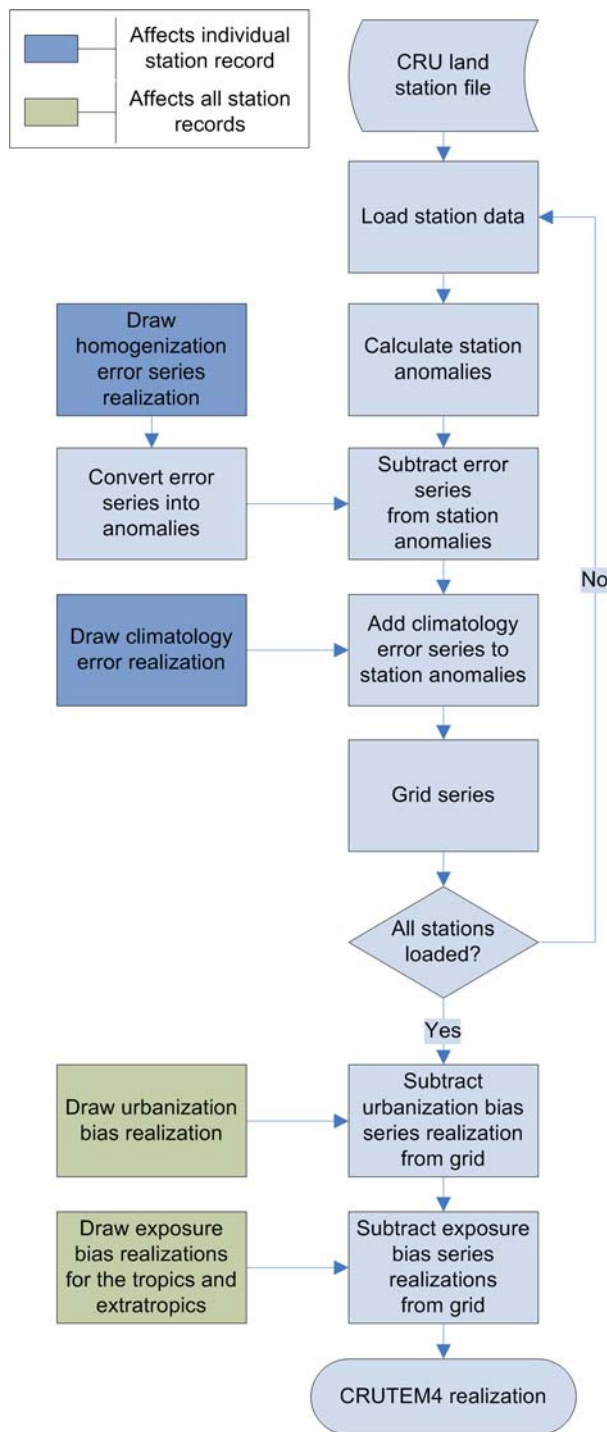 Affects individual
station record
Affects all station
records
CRU land
station file
Load station data
Draw
homogenization
error series
realization
Calculate station
anomalies
Convert error
series into
anomalies
Subtract error
series
from station
anomalies
No
Draw climatology
error realization
Add climatology
error series to
station anomalies
Grid series
All stations
loaded?
Yes
Draw urbanization
bias realization
Subtract
urbanization bias
series realization
from grid
Draw exposure
bias realizations
for the tropics and
extratropics
Subtract exposure
bias series
realizations
from grid
CRUTEM4 realization